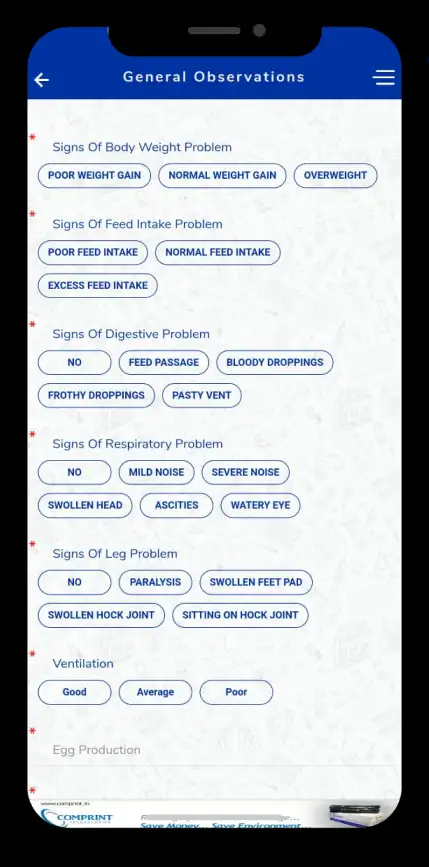 General Observations
*
Signs Of Body Weight Problem
POOR WEIGHT GAIN NORMAL WEIGHT GAIN OVERWEIGHT
*
Signs Of Feed Intake Problem
POOR FEED INTAKE NORMAL FEED INTAKE
EXCESS FEED INTAKE
*
Signs Of Digestive Problem
NO FEED PASSAGE BLOODY DROPPINGS
FROTHY DROPPINGS PASTY VENT
*
Signs Of Respiratory Problem
NO MILD NOISE SEVERE NOISE
SWOLLEN HEAD ASCITIES WATERY EYE
*
Signs Of Leg Problem
NO PARALYSIS SWOLLEN FEET PAD
SWOLLEN HOCK JOINT SITTING ON HOCK JOINT
*
Ventilation
Good Average Poor
*
Egg Production
*
www.comprint.in
COMPRINT
Save Money... Save Environment...